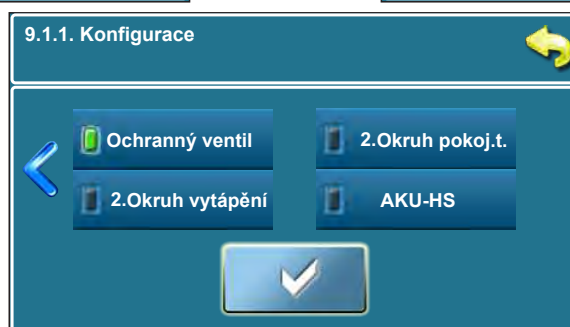 9.1.1. Konfigurace
Ochranný ventil
2.Okruh pokoj.t.
2.Okruh vytápění
AKU-HS